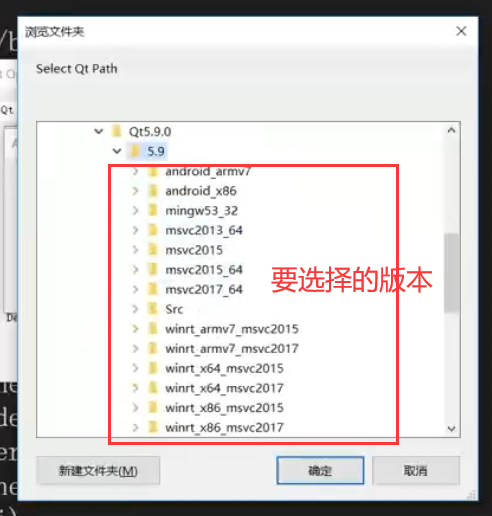 浏览文件夹
Select Qt Path
Qt5.9.0
5.9
android_armv7
android_x86
mingw53_32
msvc2013_64
msvc2015
msvc2015_64
msvc2017_64
要选择的版本
Src
winrt_armv7_msvc2015
winrt_armv7_msvc2017
winrt_x64_msvc2015
winrt_x64_msvc2017
winrt_x86_msvc2015
winrt_x86_msvc2017
新建文件夹(M)
确定
取消